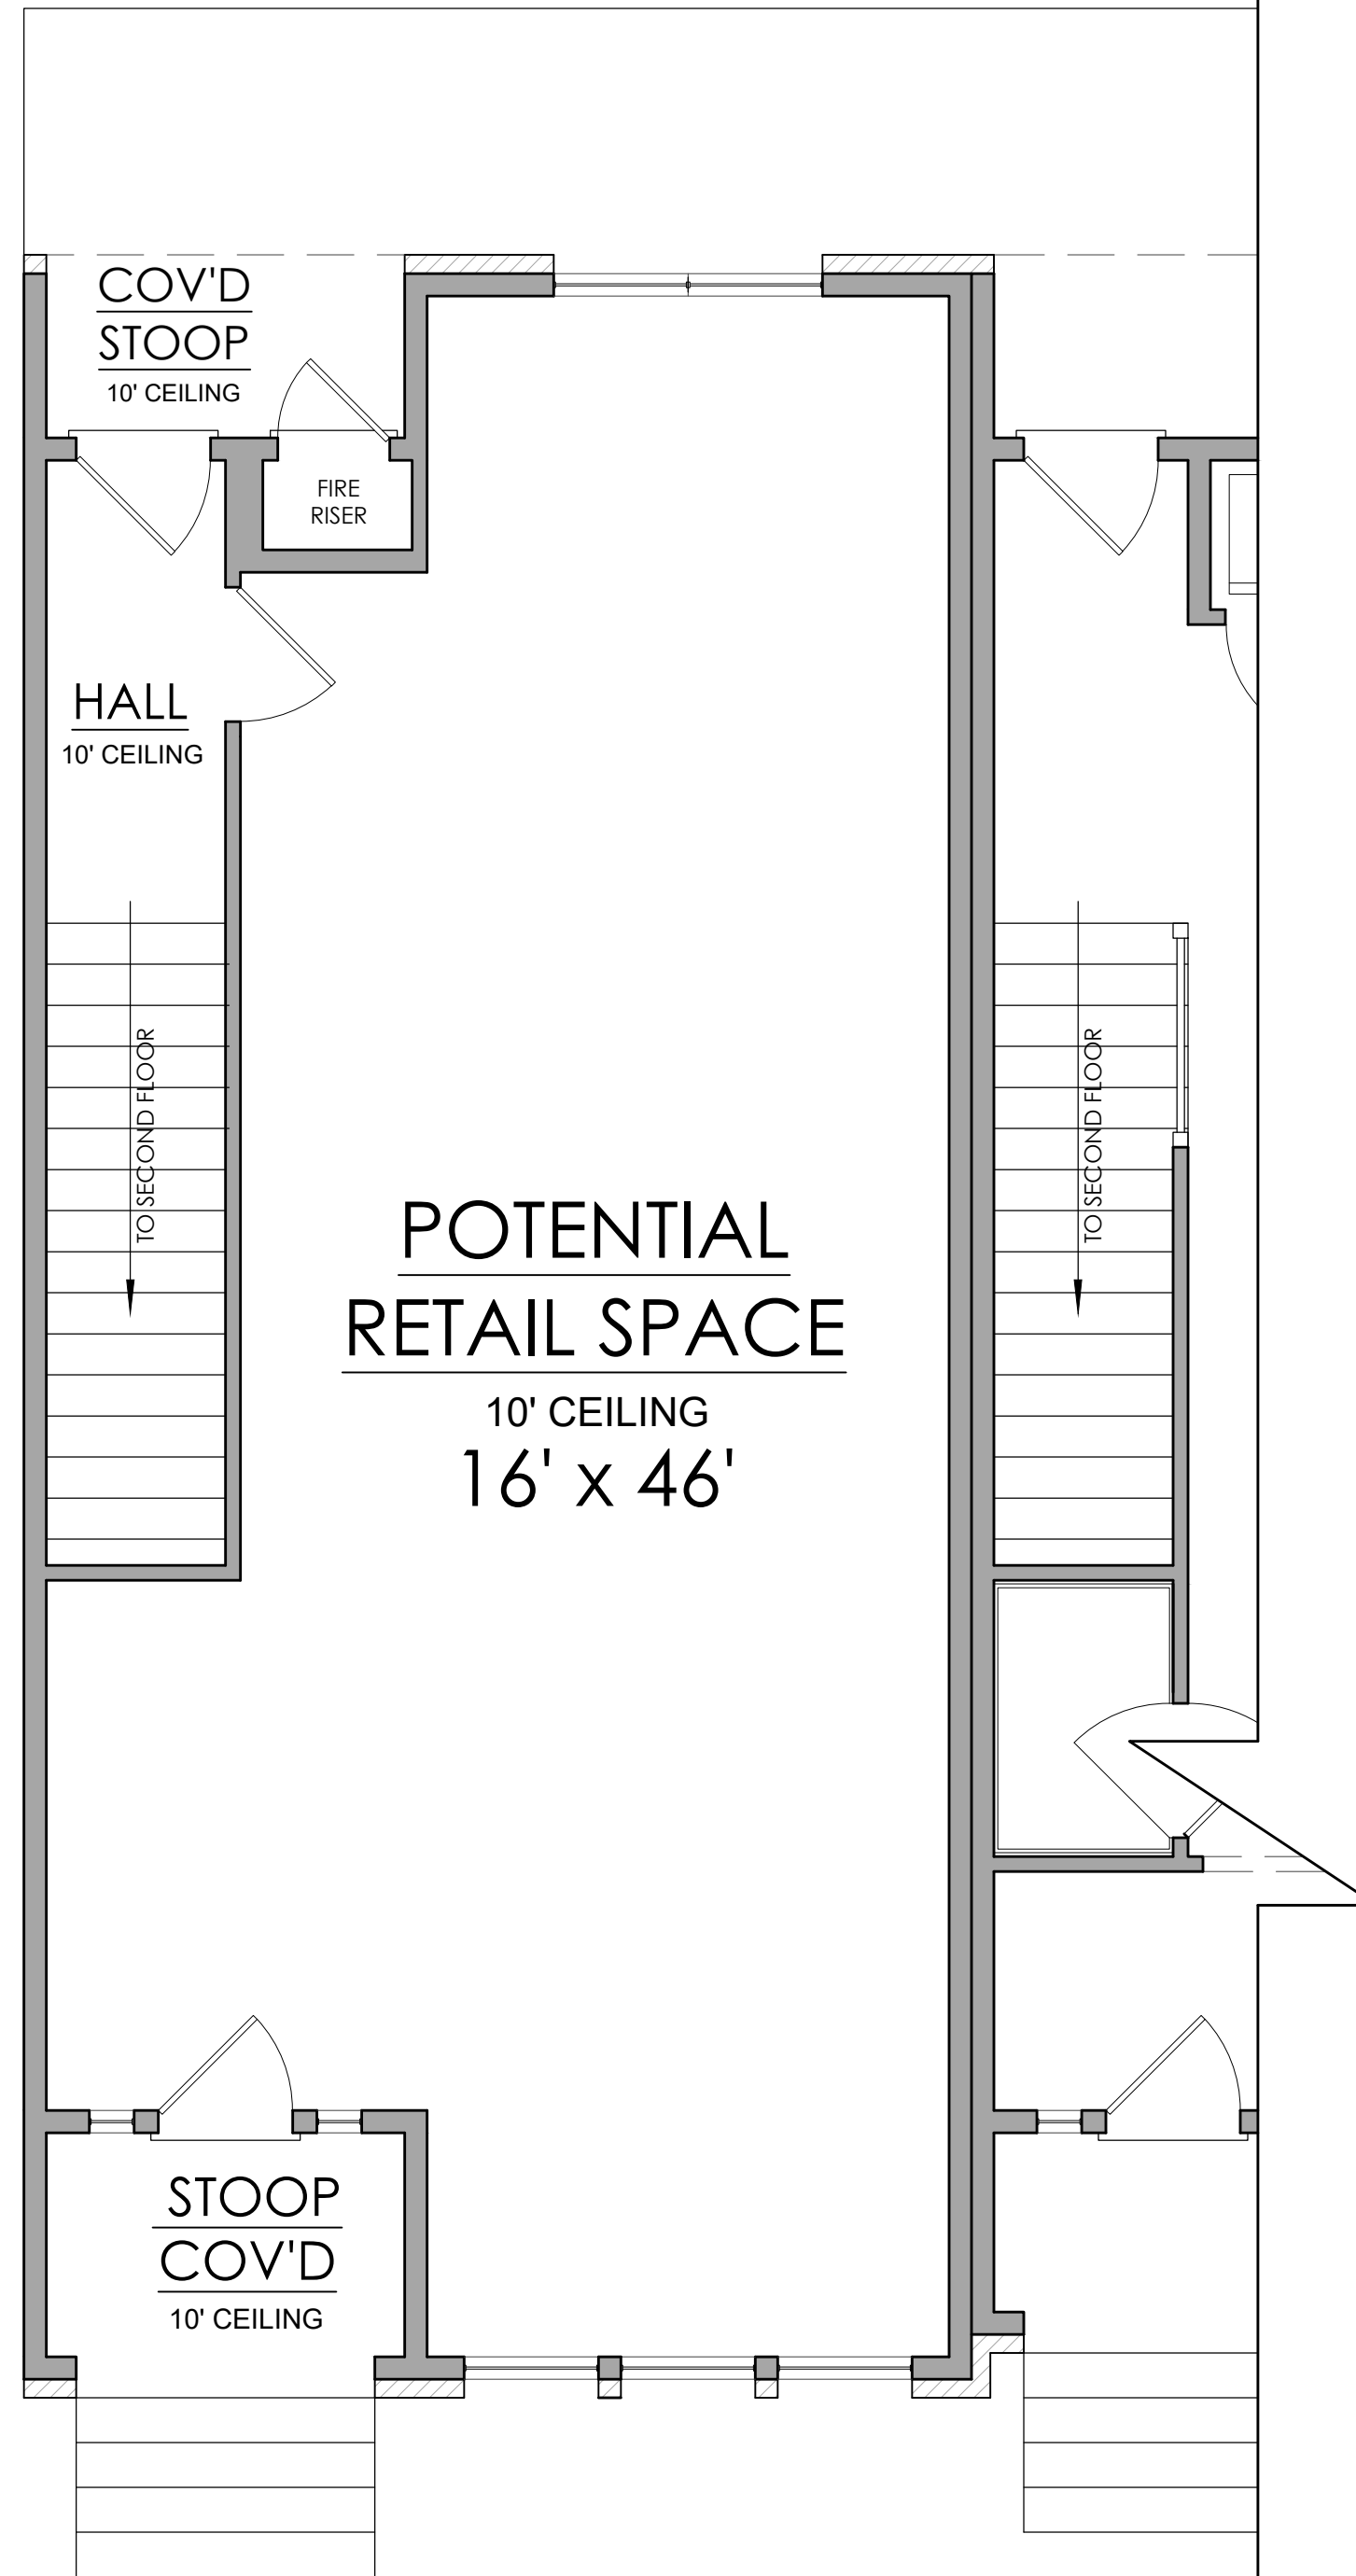 COV'D
STOOP
10' CEILING
FIRE
RISER
HALL
10' CEILING
TO SECOND FLOOR
TO SECOND FLOOR
POTENTIAL
RETAIL SPACE
10' CEILING
16' x 46'
STOOP
COV'D
10' CEILING